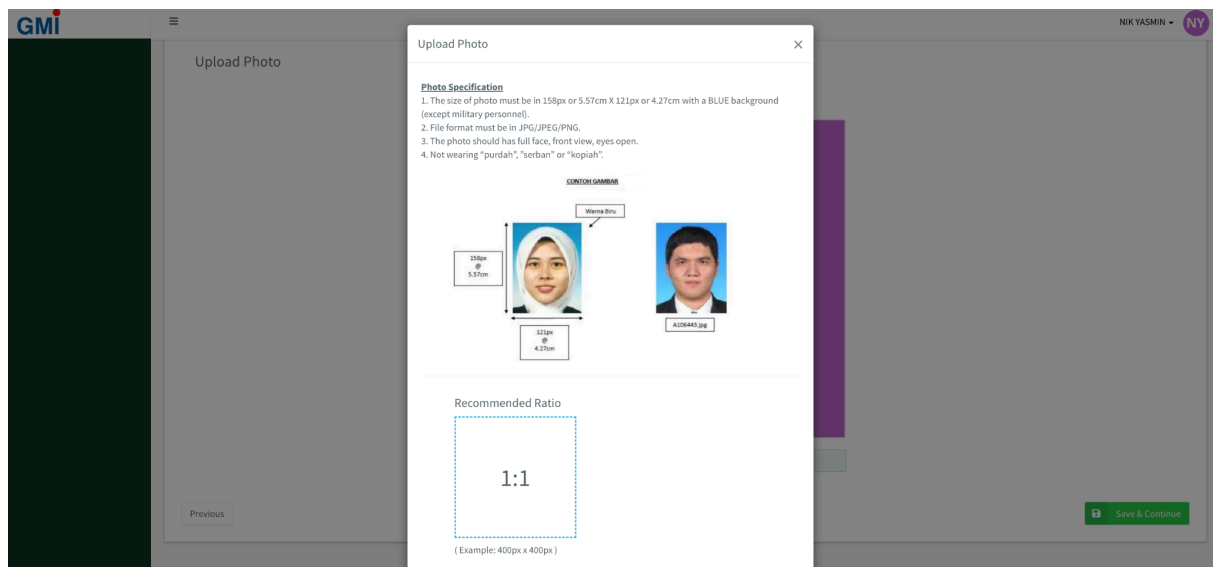 GMi
NIK YASMIN
NY
Upload Photo
Upload Photo
×
Photo Specification
1. The size of photo must be in 158px or 5.57cm X 121px or 4.27cm with a BLUE background
(except military personnel).
2. File format must be in JPG/JPEG/PNG.
3. The photo should has full face, front view, eyes open.
4. Not wearing “purdah”, ”serban” or “kopiah”.
CONTOH GAMBAR
Warna Biru
158px
@
5.57cm
121px
@
4.27cm
A106443.jpg
Recommended Ratio
1:1
( Example: 400px x 400px )
Previous
Save & Continue